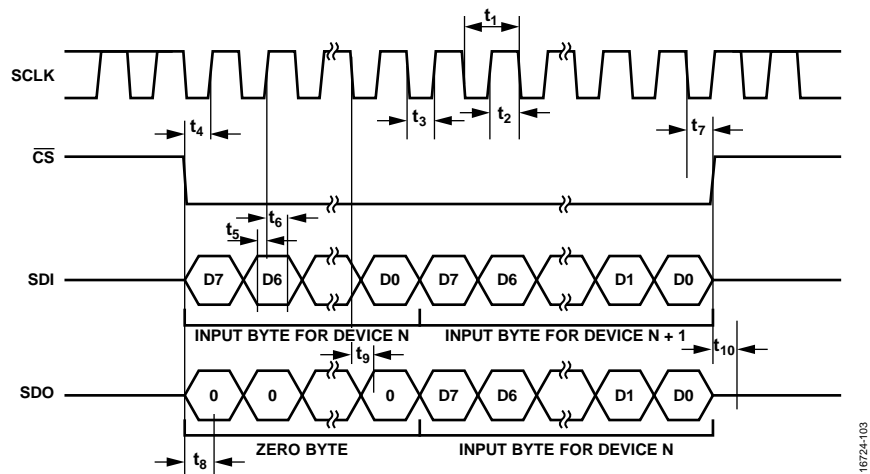 t1
SCLK
t4
t3
t2
t7
CS
t6
t5
SDI
D7 D6 D0 D7 D6 D1 D0
INPUT BYTE FOR DEVICE N
INPUT BYTE FOR DEVICE N + 1
t9
t10
SDO
0 0 0 D7 D6 D1 D0
ZERO BYTE
INPUT BYTE FOR DEVICE N
t8
16724-103